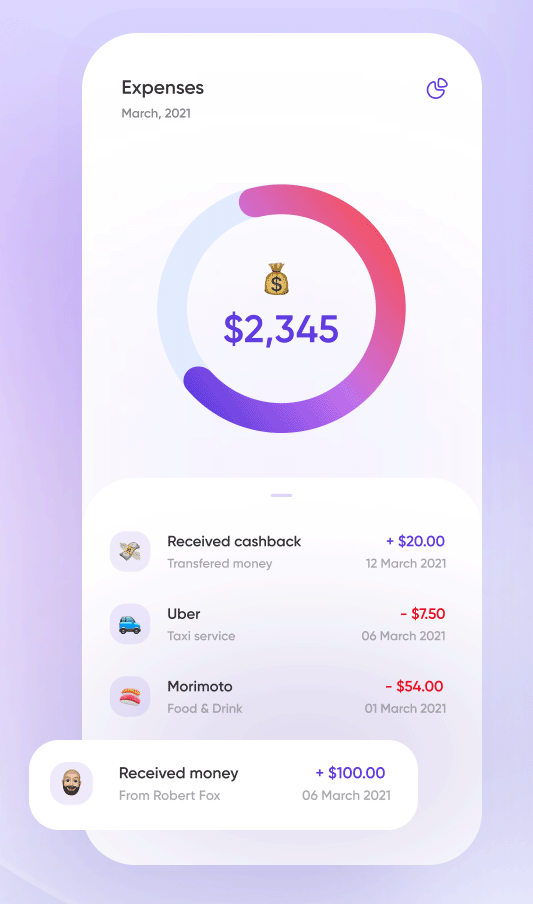 Expenses
March, 2021
$2,345
Received cashback + $20.00
Transfered money 12 March 2021
Uber - $7.50
Taxi service 06 March 2021
Morimoto - $54.00
Food & Drink 01 March 2021
Received money + $100.00
From Robert Fox 06 March 2021